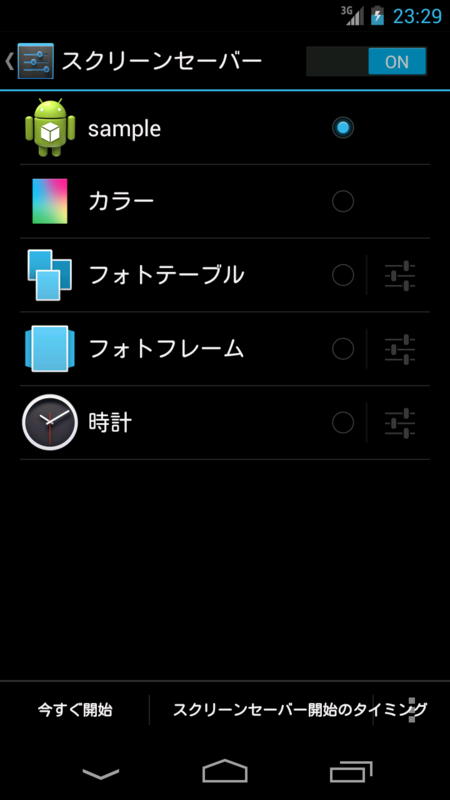 3G 23:29
スクリーンセーバー ON
sample
カラー
フォトテーブル
フォトフレーム
時計
今すぐ開始 スクリーンセーバー開始のタイミング